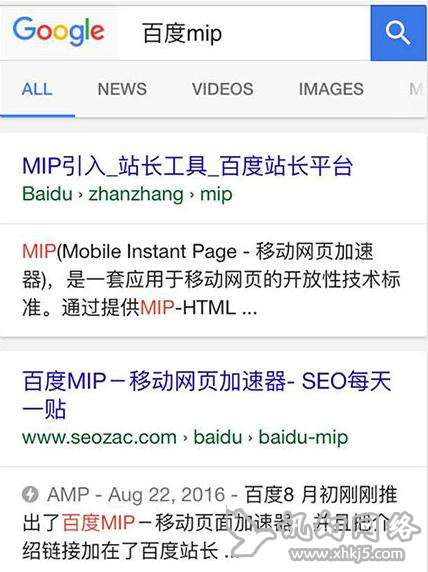 Google 百度mip
ALL NEWS VIDEOS IMAGES M
MIP引入_站长工具_百度站长平台
Baidu › zhanzhang › mip
MIP(Mobile Instant Page - 移动网页加速
器)，是一套应用于移动网页的开放性技术标
准。通过提供MIP-HTML ...
百度MIP－移动网页加速器- SEO每天
一贴
www.seozac.com › baidu › baidu-mip
AMP - Aug 22, 2016 - 百度8 月初刚刚推
出了百度MIP－移动页面加速器，并且把介
绍链接加在了百度站长 ...
网络
www.xhkj5.com